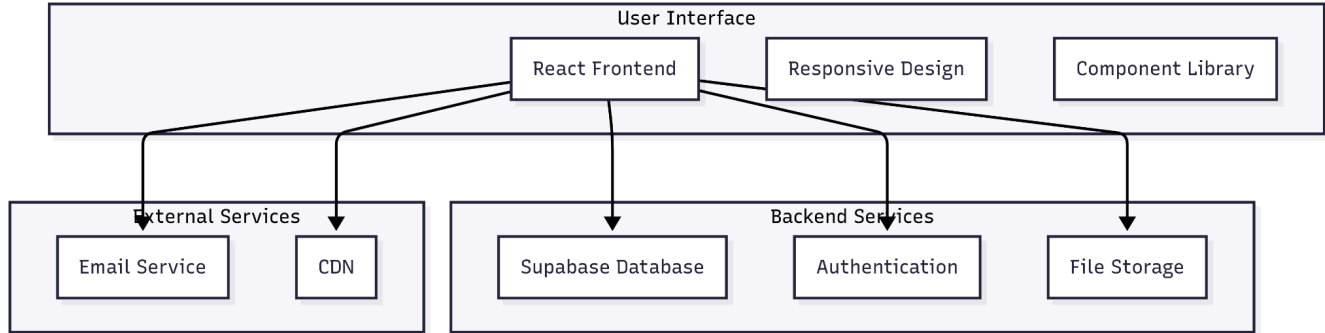 User Interface
React Frontend
Responsive Design
Component Library
External Services
Backend Services
Email Service
CDN
Supabase Database
Authentication
File Storage